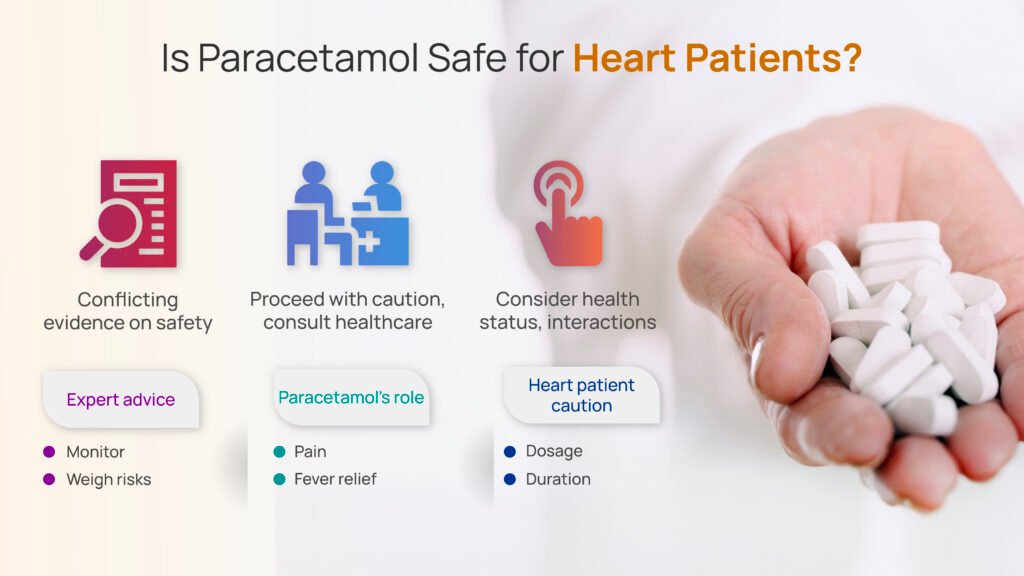 Is Paracetamol Safe for Heart Patients?
Conflicting
evidence on safety
Proceed with caution,
consult healthcare
Consider health
status, interactions
Expert advice
Monitor
Weigh risks
Paracetamol's role
Pain
Fever relief
Heart patient
caution
Dosage
Duration